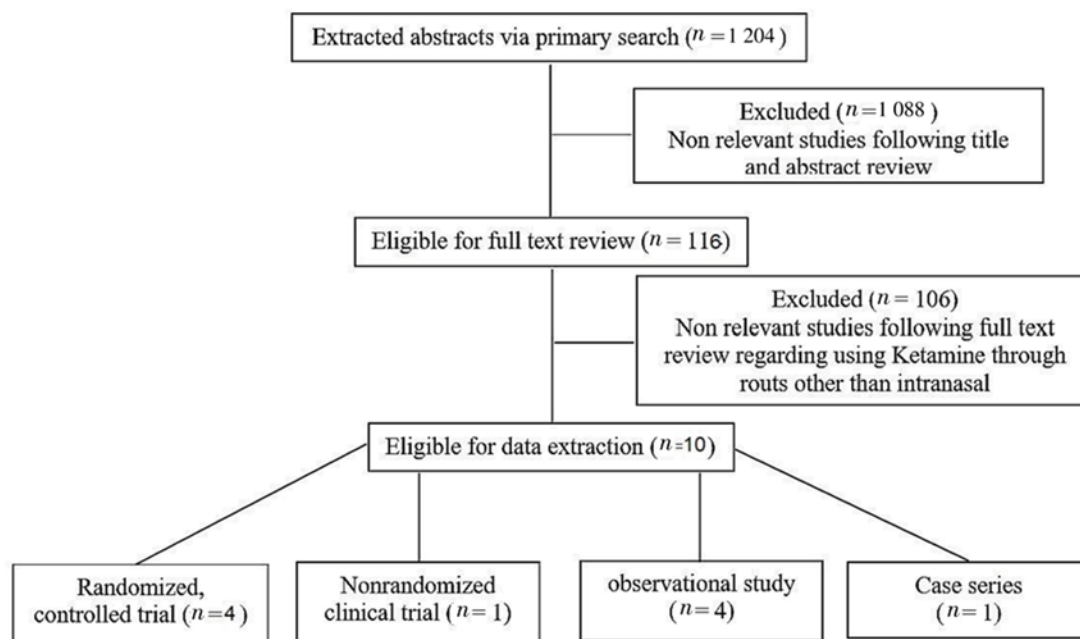 Extracted abstracts via primary search (n =1 204 )
Excluded (n=1 088 )
Non relevant studies following title
and abstract review
Eligible for full text review (n = 116)
Excluded (n = 106)
Non relevant studies following full text
review regarding using Ketamine through
routs other than intranasal
Eligible for data extraction (n=10)
Randomized,
controlled trial (n=4 )
Nonrandomized
clinical trial (n= 1 )
observational study
(n=4 )
Case series
(n=1 )